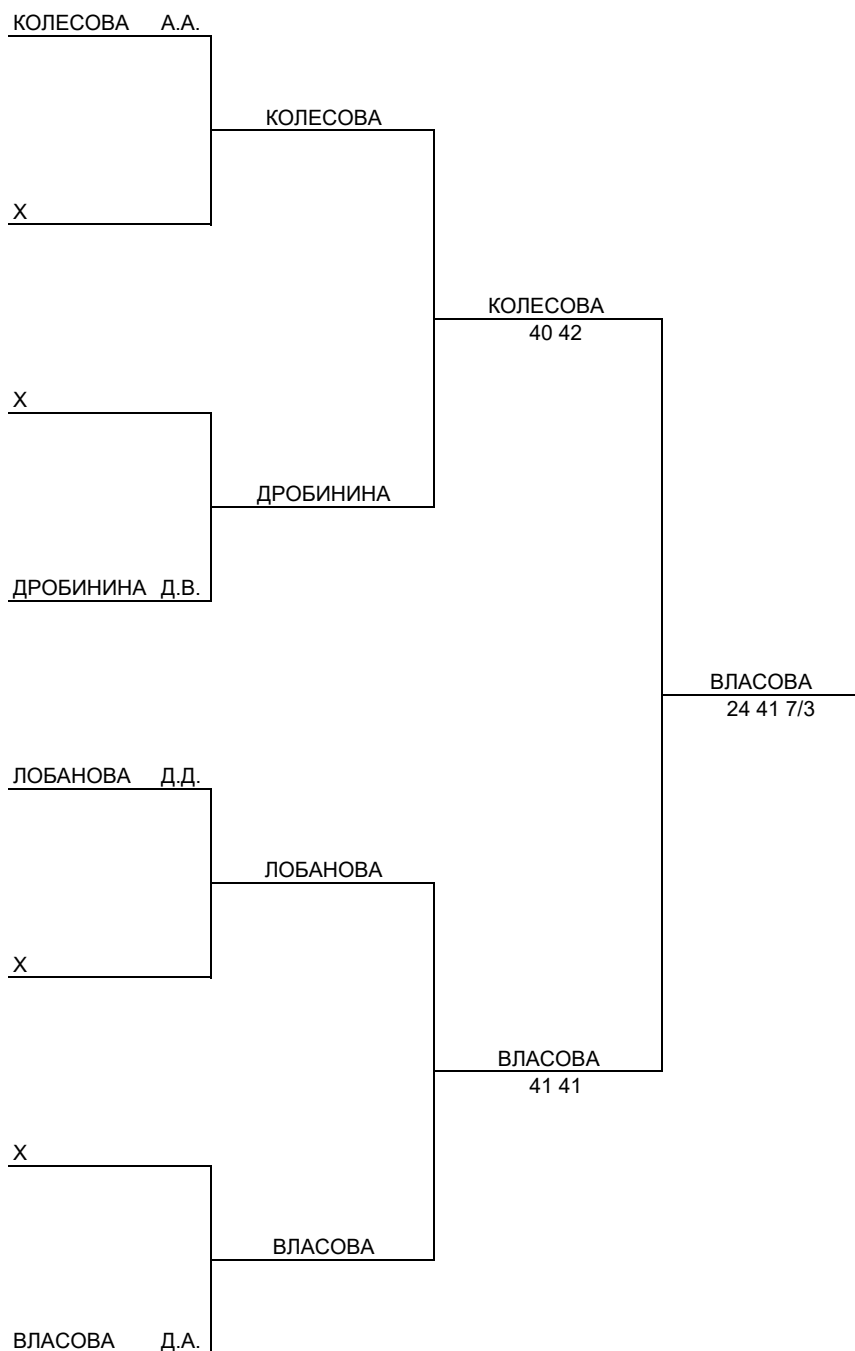 КОЛЕСОВА А.А.
КОЛЕСОВА
Х
КОЛЕСОВА
40 42
Х
ДРОБИНИНА
ДРОБИНИНА Д.В.
ВЛАСОВА
24 41 7/3
ЛОБАНОВА Д.Д.
ЛОБАНОВА
Х
ВЛАСОВА
41 41
Х
ВЛАСОВА
ВЛАСОВА Д.А.